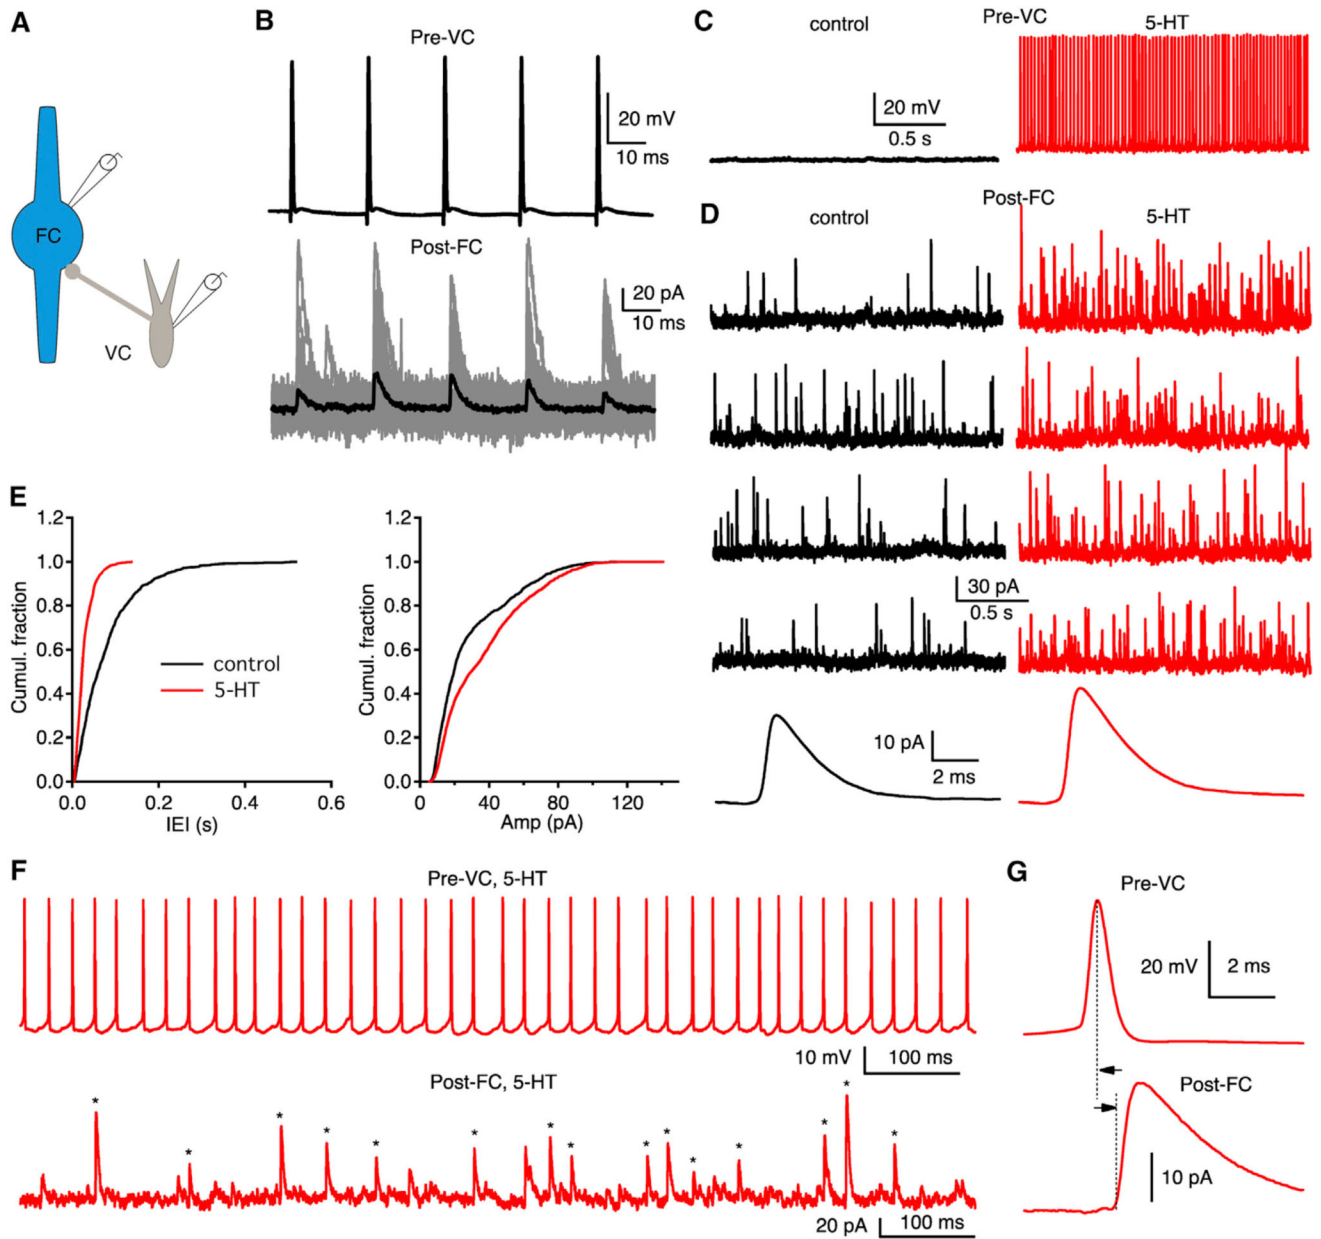 A
FC
VC
B
Pre-VC
20 mV
10 ms
Post-FC
20 pA
10 ms
C
control
Pre-VC
5-HT
20 mV
0.5 s
D
control
Post-FC
5-HT
30 pA
0.5 s
10 pA
2 ms
E
1.2
1.0
0.8
0.6
0.4
0.2
0.0
Cumul. fraction
control
5-HT
0.0
0.2
0.4
0.6
IEI (s)
1.2
1.0
0.8
0.6
0.4
0.2
0.0
Cumul. fraction
0
40
80
120
Amp (pA)
F
Pre-VC, 5-HT
10 mV
100 ms
Post-FC, 5-HT
* * * * * * * * * * * * * * *
20 pA
100 ms
G
Pre-VC
20 mV
2 ms
Post-FC
10 pA